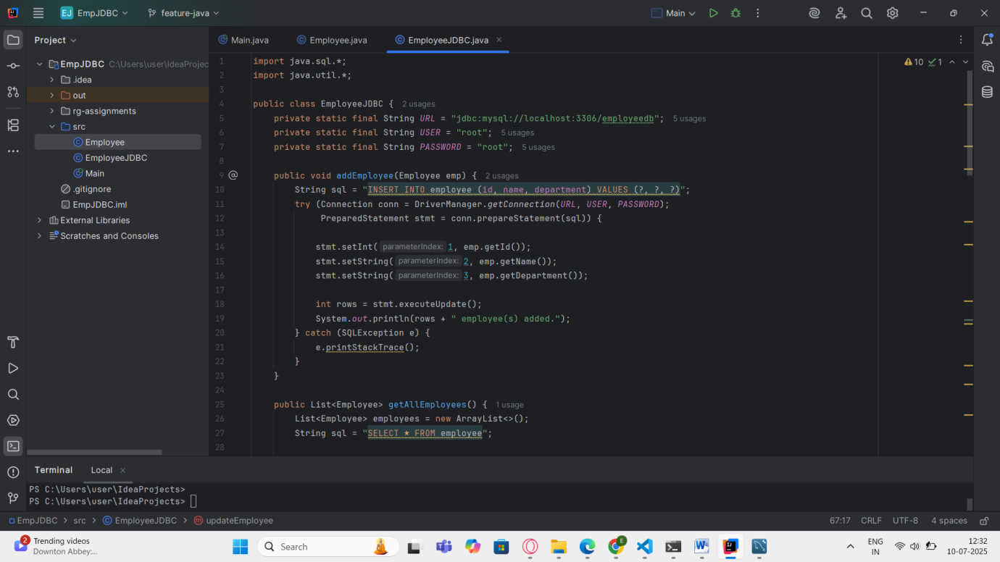 EJ EmpJDBC feature-java Main
Project
EmpJDBC C:\Users\user\IdeaProjec
.idea
out
rg-assignments
src
Employee
EmployeeJDBC
Main
.gitignore
EmpJDBC.iml
External Libraries
Scratches and Consoles
Main.java Employee.java EmployeeJDBC.java
10 1
1 import java.sql.*;
2 import java.util.*;
3
4 public class EmployeeJDBC { 2 usages
5 private static final String URL = "jdbc:mysql://localhost:3306/employeedb"; 5 usages
6 private static final String USER = "root"; 5 usages
7 private static final String PASSWORD = "root"; 5 usages
8
9 @ public void addEmployee(Employee emp) { 2 usages
10 String sql = "INSERT INTO employee (id, name, department) VALUES (?, ?, ?)";
11 try (Connection conn = DriverManager.getConnection(URL, USER, PASSWORD);
12 PreparedStatement stmt = conn.prepareStatement(sql)) {
13
14 stmt.setInt( parameterIndex: 1, emp.getId());
15 stmt.setString( parameterIndex: 2, emp.getName());
16 stmt.setString( parameterIndex: 3, emp.getDepartment());
17
18 int rows = stmt.executeUpdate();
19 System.out.println(rows + " employee(s) added.");
20 } catch (SQLException e) {
21 e.printStackTrace();
22 }
23 }
24
25 public List<Employee> getAllEmployees() { 1 usage
26 List<Employee> employees = new ArrayList<>();
27 String sql = "SELECT * FROM employee";
28
Terminal Local
PS C:\Users\user\IdeaProjects>
PS C:\Users\user\IdeaProjects>
EmpJDBC > src > EmployeeJDBC > updateEmployee 67:17 CRLF UTF-8 4 spaces
2 Trending videos
Downton Abbey:...
Search
E
ENG
IN
12:32
10-07-2025